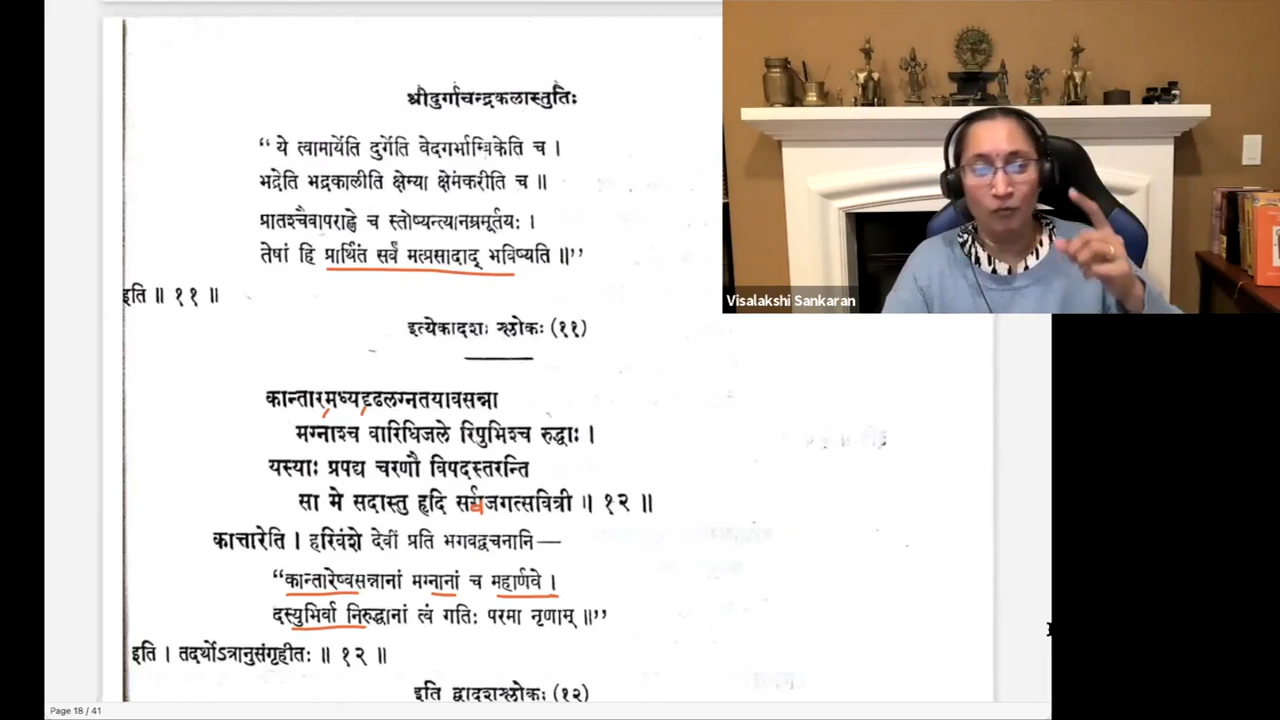 श्रीदुर्गाचन्द्रकलास्तुतिः
“ ये त्वामार्येति दुर्गेति वेदगर्भाम्बिकेति च ।
भद्रेति भद्रकालीति क्षेम्या क्षेमंकरीति च ॥
प्रातश्चैवापराह्णे च स्तोष्यन्त्यानम्रमूर्तयः ।
तेषां हि प्रार्थितं सर्वं मत्प्रसादाद् भविष्यति ॥”
इति ॥ ११ ॥
इत्येकादशः श्लोकः (११)
कान्तारमध्यदृढलग्नतयावसन्ना
मग्नाश्च वारिधिजले रिपुभिश्च रुद्धाः ।
यस्याः प्रपद्य चरणौ विपदस्तरन्ति
सा मे सदास्तु हृदि सर्वजगत्सवित्री ॥ १२ ॥
कात्तारेति । हरिवंशे देवीं प्रति भगवद्वचनानि—
“कान्तारेष्वसन्नानां मग्नानां च महार्णवे ।
दस्युभिर्वा निरुद्धानां त्वं गतिः परमा नृणाम् ॥”
इति । तदर्थोऽत्रानुसंगृहीतः ॥ १२ ॥
इति द्वादशश्लोकः (१२)
Visalakshi Sankaran
Page 18 / 41